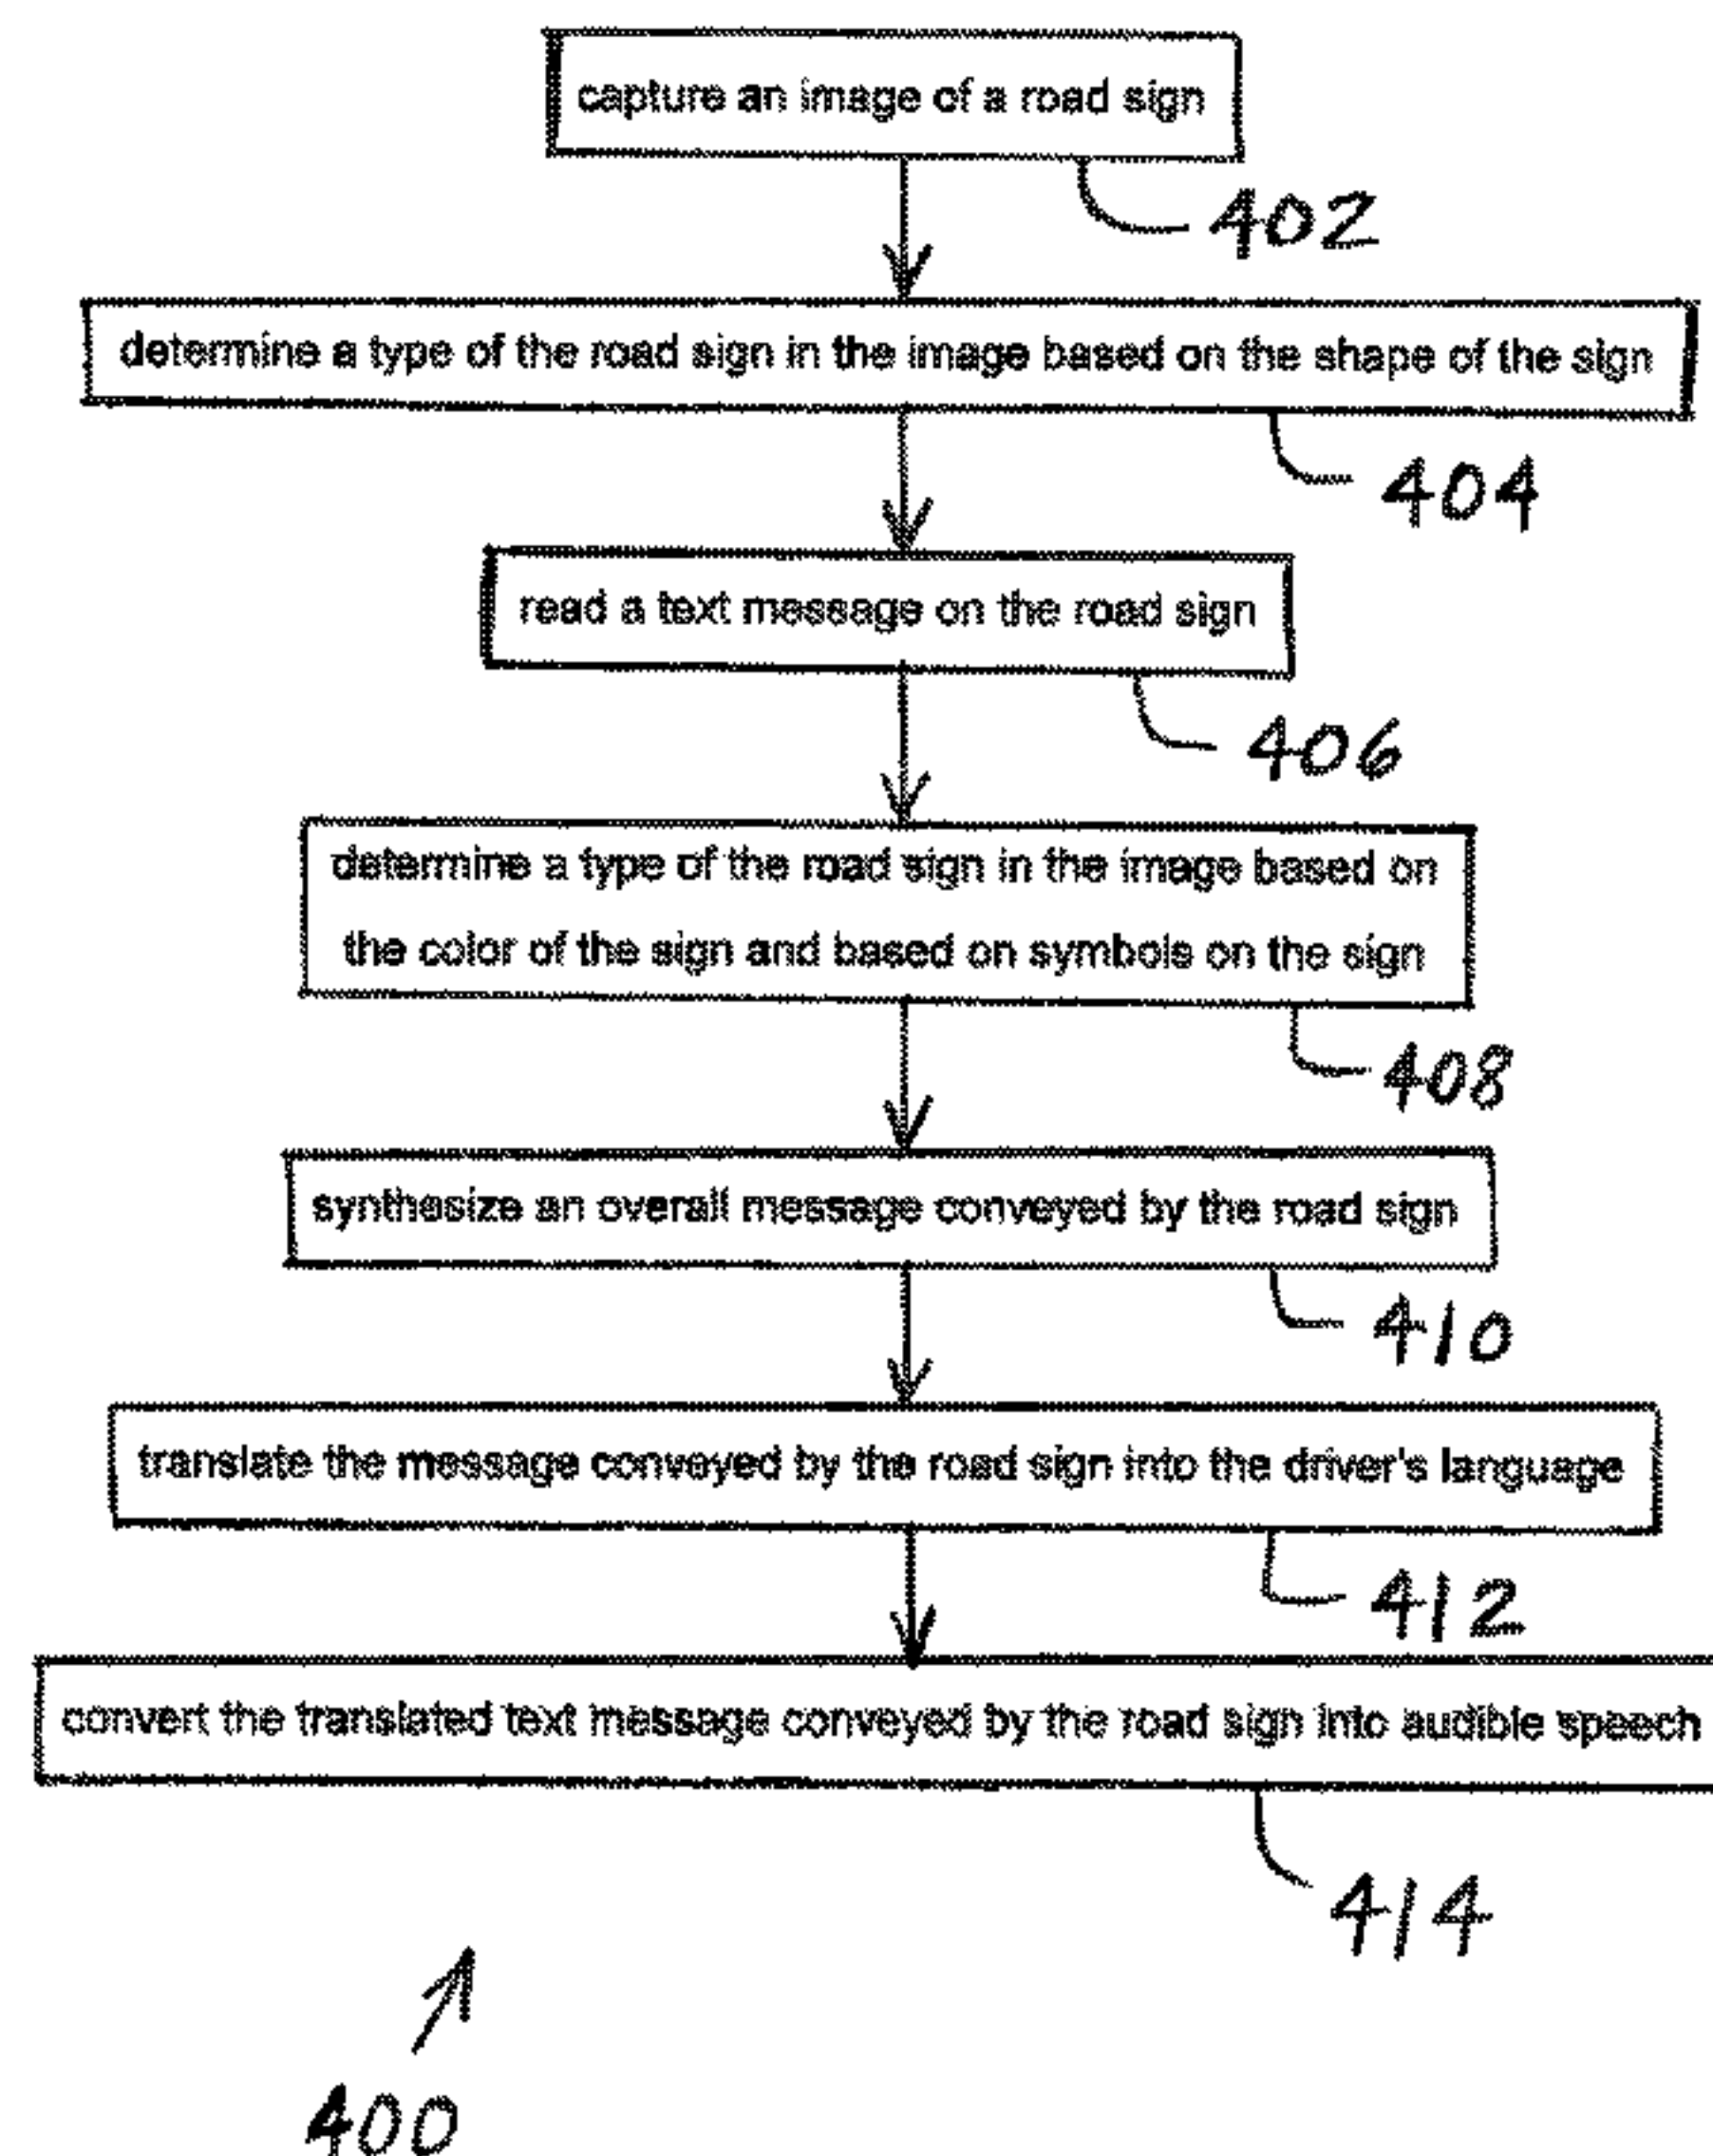 capture an image of a road sign
402
determine a type of the road sign in the image based on the shape of the sign
404
read a text message on the road sign
406
determine a type of the road sign in the image based on
the color of the sign and based on symbols on the sign
408
synthesize an overall message conveyed by the road sign
410
translate the message conveyed by the road sign into the driver's language
412
convert the translated text message conveyed by the road sign into audible speech
414
400